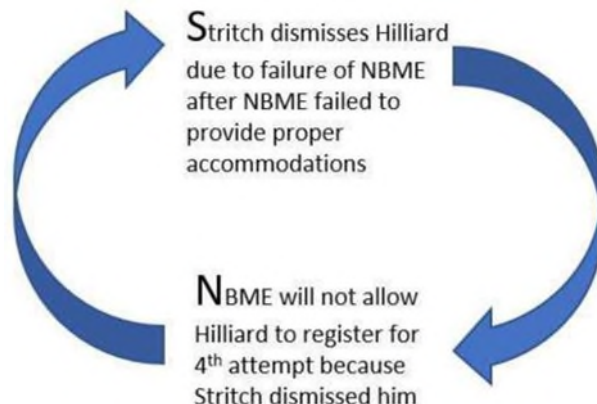 Stritch dismisses Hilliard
due to failure of NBME
after NBME failed to
provide proper
accommodations
NBME will not allow
Hilliard to register for
4th attempt because
Stritch dismissed him